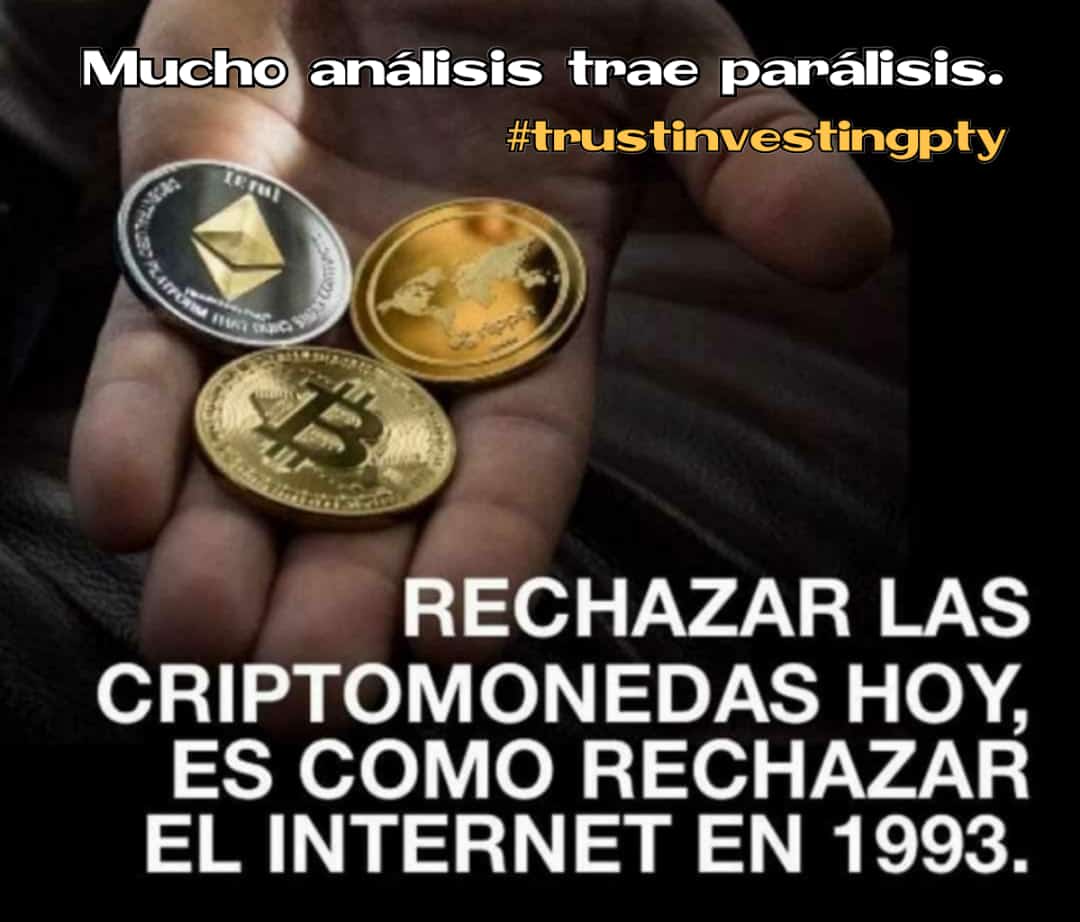 Mucho análisis trae parálisis.
#trustinvestingpty
RECHAZAR LAS
CRIPTOMONEDAS HOY,
ES COMO RECHAZAR
EL INTERNET EN 1993.